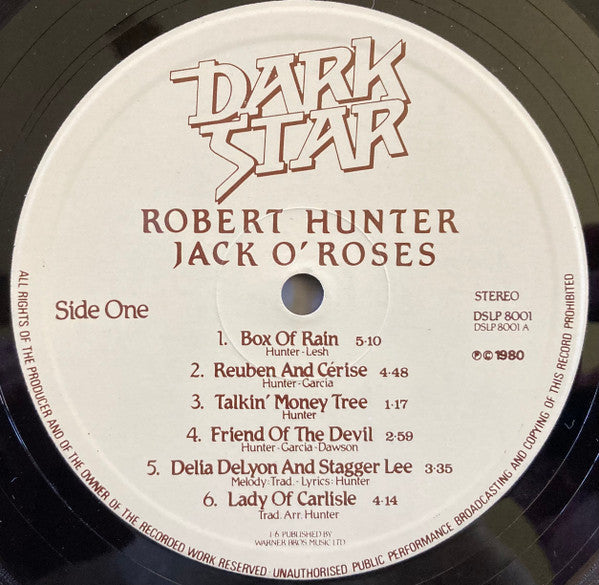 DARK
STAR
ROBERT HUNTER
JACK O' ROSES
Side One
STEREO
DSLP 8001
DSLP 8001 A
℗©1980
1. Box Of Rain 5·10
Hunter-Lesh
2. Reuben And Cérise 4·48
Hunter-Garcia
3. Talkin' Money Tree 1·17
Hunter
4. Friend Of The Devil 2·59
Hunter-Garcia-Dawson
5. Delia DeLyon And Stagger Lee 3·35
Melody:Trad.- Lyrics: Hunter
6. Lady Of Carlisle 4·14
Trad. Arr. Hunter
1-6 PUBLISHED BY
WARNER BROS MUSIC LTD
ALL RIGHTS OF THE PRODUCER AND OF THE OWNER OF THE RECORDED WORK RESERVED · UNAUTHORISED PUBLIC PERFORMANCE BROADCASTING AND COPYING OF THIS RECORD PROHIBITED